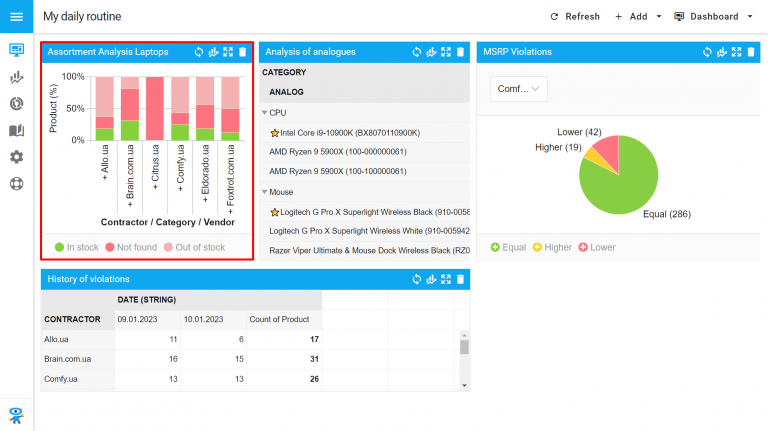 My daily routine
Refresh
Add
Dashboard
Assortment Analysis Laptops
Product (%)
100%
50%
0%
+ Allo.ua
+ Brain.com.ua
+ Citrus.ua
+ Comfy.ua
+ Eldorado.ua
+ Foxtrot.com.ua
Contractor / Category / Vendor
In stock Not found Out of stock
Analysis of analogues
CATEGORY
ANALOG
CPU
Intel Core i9-10900K (BX8070110900K)
AMD Ryzen 9 5900X (100-000000061)
AMD Ryzen 9 5900X (100-100000061)
Mouse
Logitech G Pro X Superlight Wireless Black (910-0058
Logitech G Pro X Superlight Wireless White (910-005942
Razer Viper Ultimate & Mouse Dock Wireless Black (RZ0
MSRP Violations
Comf...
Lower (42)
Higher (19)
Equal (286)
Equal Higher Lower
History of violations
DATE (STRING)
CONTRACTOR 09.01.2023 10.01.2023 Count of Product
Allo.ua 11 6 17
Brain.com.ua 16 15 31
Comfy.ua 13 13 26